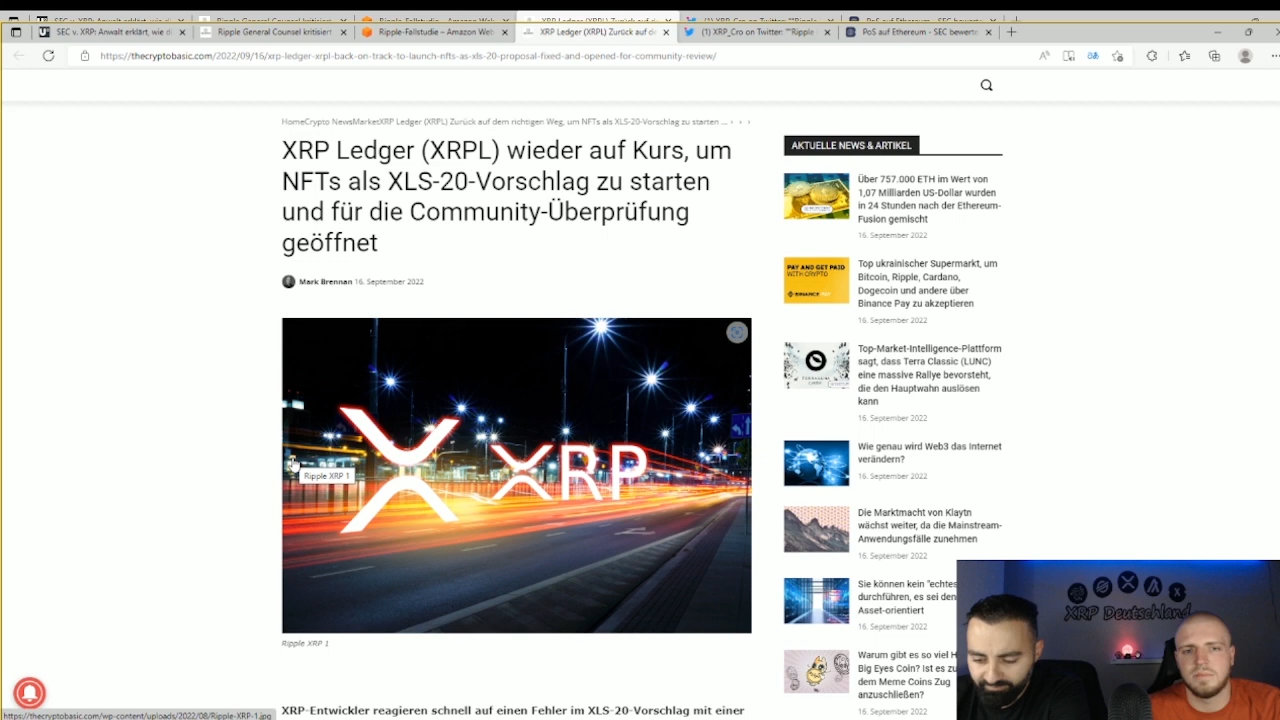 SEC v. XRP: Anwalt erklärt, wie d
Ripple General Counsel kritisiert
Ripple-Fallstudie – Amazon Web
XRP Ledger (XRPL) Zurück auf de
(1) XRP_Cro on Twitter: "“Ripple
PoS auf Ethereum - SEC bewerte
https://thecryptobasic.com/2022/09/16/xrp-ledger-xrpl-back-on-track-to-launch-nfts-as-xls-20-proposal-fixed-and-opened-for-community-review/
HomeCrypto NewsMarketXRP Ledger (XRPL) Zurück auf dem richtigen Weg, um NFTs als XLS-20-Vorschlag zu starten ...
XRP Ledger (XRPL) wieder auf Kurs, um
NFTs als XLS-20-Vorschlag zu starten
und für die Community-Überprüfung
geöffnet
Mark Brennan 16. September 2022
XRP
Ripple XRP 1
Ripple XRP 1
XRP-Entwickler reagieren schnell auf einen Fehler im XLS-20-Vorschlag mit einer
https://thecryptobasic.com/wp-content/uploads/2022/08/Ripple-XRP-1.jpg
AKTUELLE NEWS & ARTIKEL
Über 757.000 ETH im Wert von
1,07 Milliarden US-Dollar wurden
in 24 Stunden nach der Ethereum-
Fusion gemischt
16. September 2022
PAY AND GET PAID
WITH CRYPTO
Top ukrainischer Supermarkt, um
Bitcoin, Ripple, Cardano,
Dogecoin und andere über
Binance Pay zu akzeptieren
16. September 2022
Top-Market-Intelligence-Plattform
sagt, dass Terra Classic (LUNC)
eine massive Rallye bevorsteht,
die den Hauptwahn auslösen
kann
16. September 2022
Wie genau wird Web3 das Internet
verändern?
16. September 2022
Die Marktmacht von Klaytn
wächst weiter, da die Mainstream-
Anwendungsfälle zunehmen
16. September 2022
Sie können kein "echtes
durchführen, es sei den
Asset-orientiert
16. September 2022
Warum gibt es so viel H
Big Eyes Coin? Ist es zu
dem Meme Coins Zug
anzuschließen?
16. September 2022
XRP Deutschland